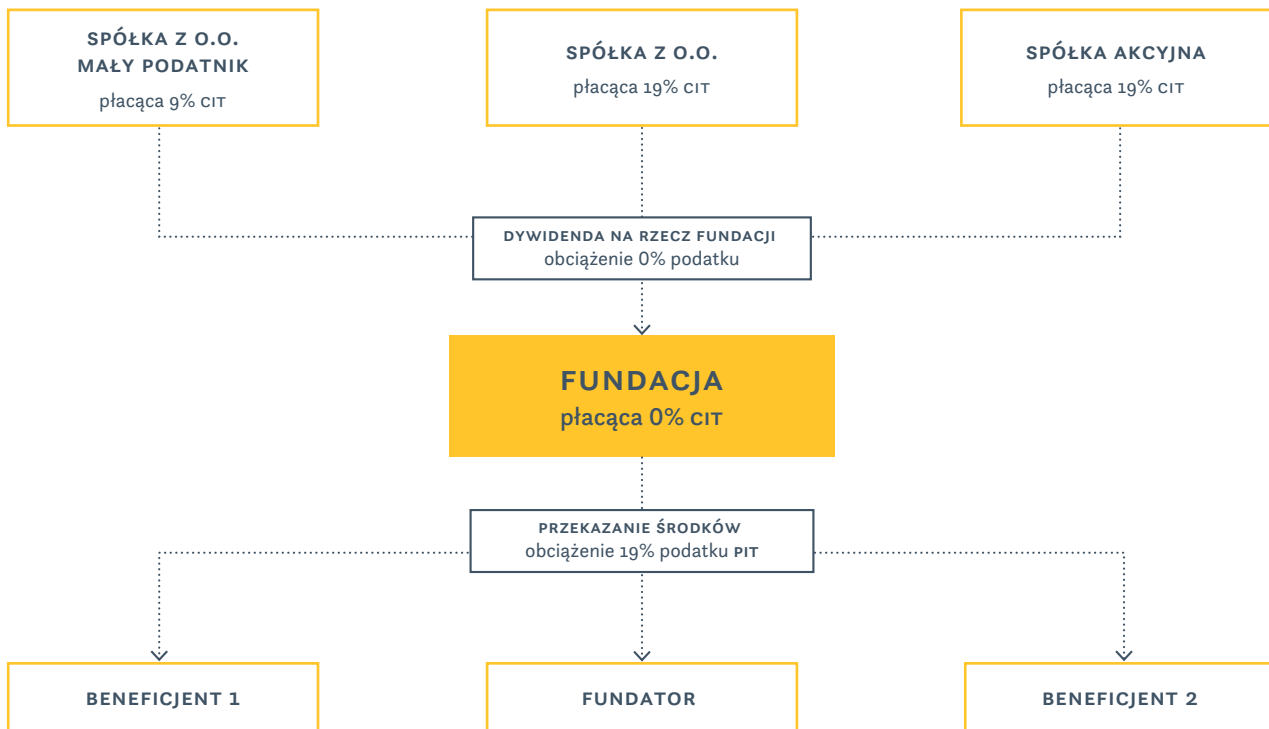 SPÓŁKA Z O.O.
MAŁY PODATNIK
płacąca 9% CIT
SPÓŁKA Z O.O.
płacąca 19% CIT
SPÓŁKA AKCYJNA
płacąca 19% CIT
DYWIDENDA NA RZECZ FUNDACJI
obciążenie 0% podatku
FUNDACJA
płacąca 0% CIT
PRZEKAZANIE ŚRODKÓW
obciążenie 19% podatku PIT
BENEFICJENT 1
FUNDATOR
BENEFICJENT 2